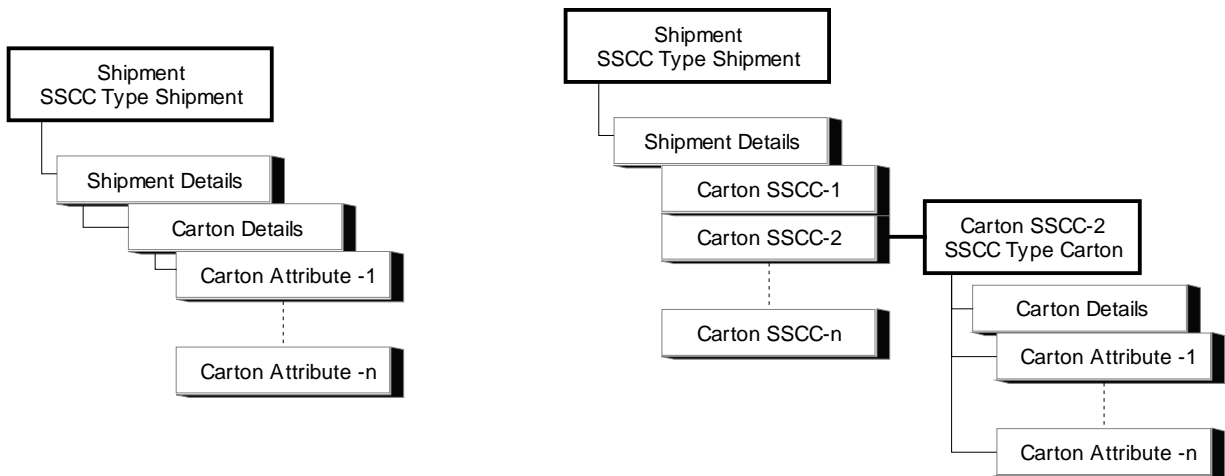 Shipment
SSCC Type Shipment
Shipment Details
Carton Details
Carton Attribute -1
Carton Attribute -n
Shipment
SSCC Type Shipment
Shipment Details
Carton SSCC-1
Carton SSCC-2
Carton SSCC-n
Carton SSCC-2
SSCC Type Carton
Carton Details
Carton Attribute -1
Carton Attribute -n